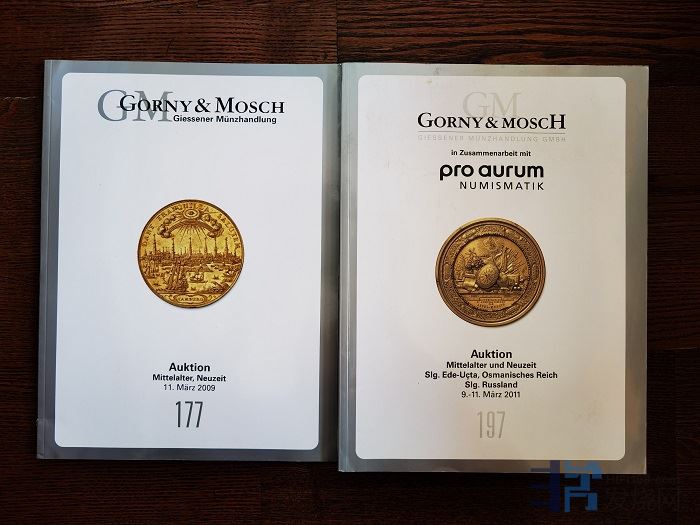 GM
GORNY & MOSCH
Giessener Münzhandlung
HAMBURG
Auktion
Mittelalter, Neuzeit
11. März 2009
177
GM
GORNY & MOSCH
GIESSENER MÜNZHANDLUNG GMBH
in Zusammenarbeit mit
pro aurum
NUMISMATIK
Auktion
Mittelalter und Neuzeit
Slg. Ede-Uçta, Osmanisches Reich
Slg. Russland
9.-11. März 2011
197